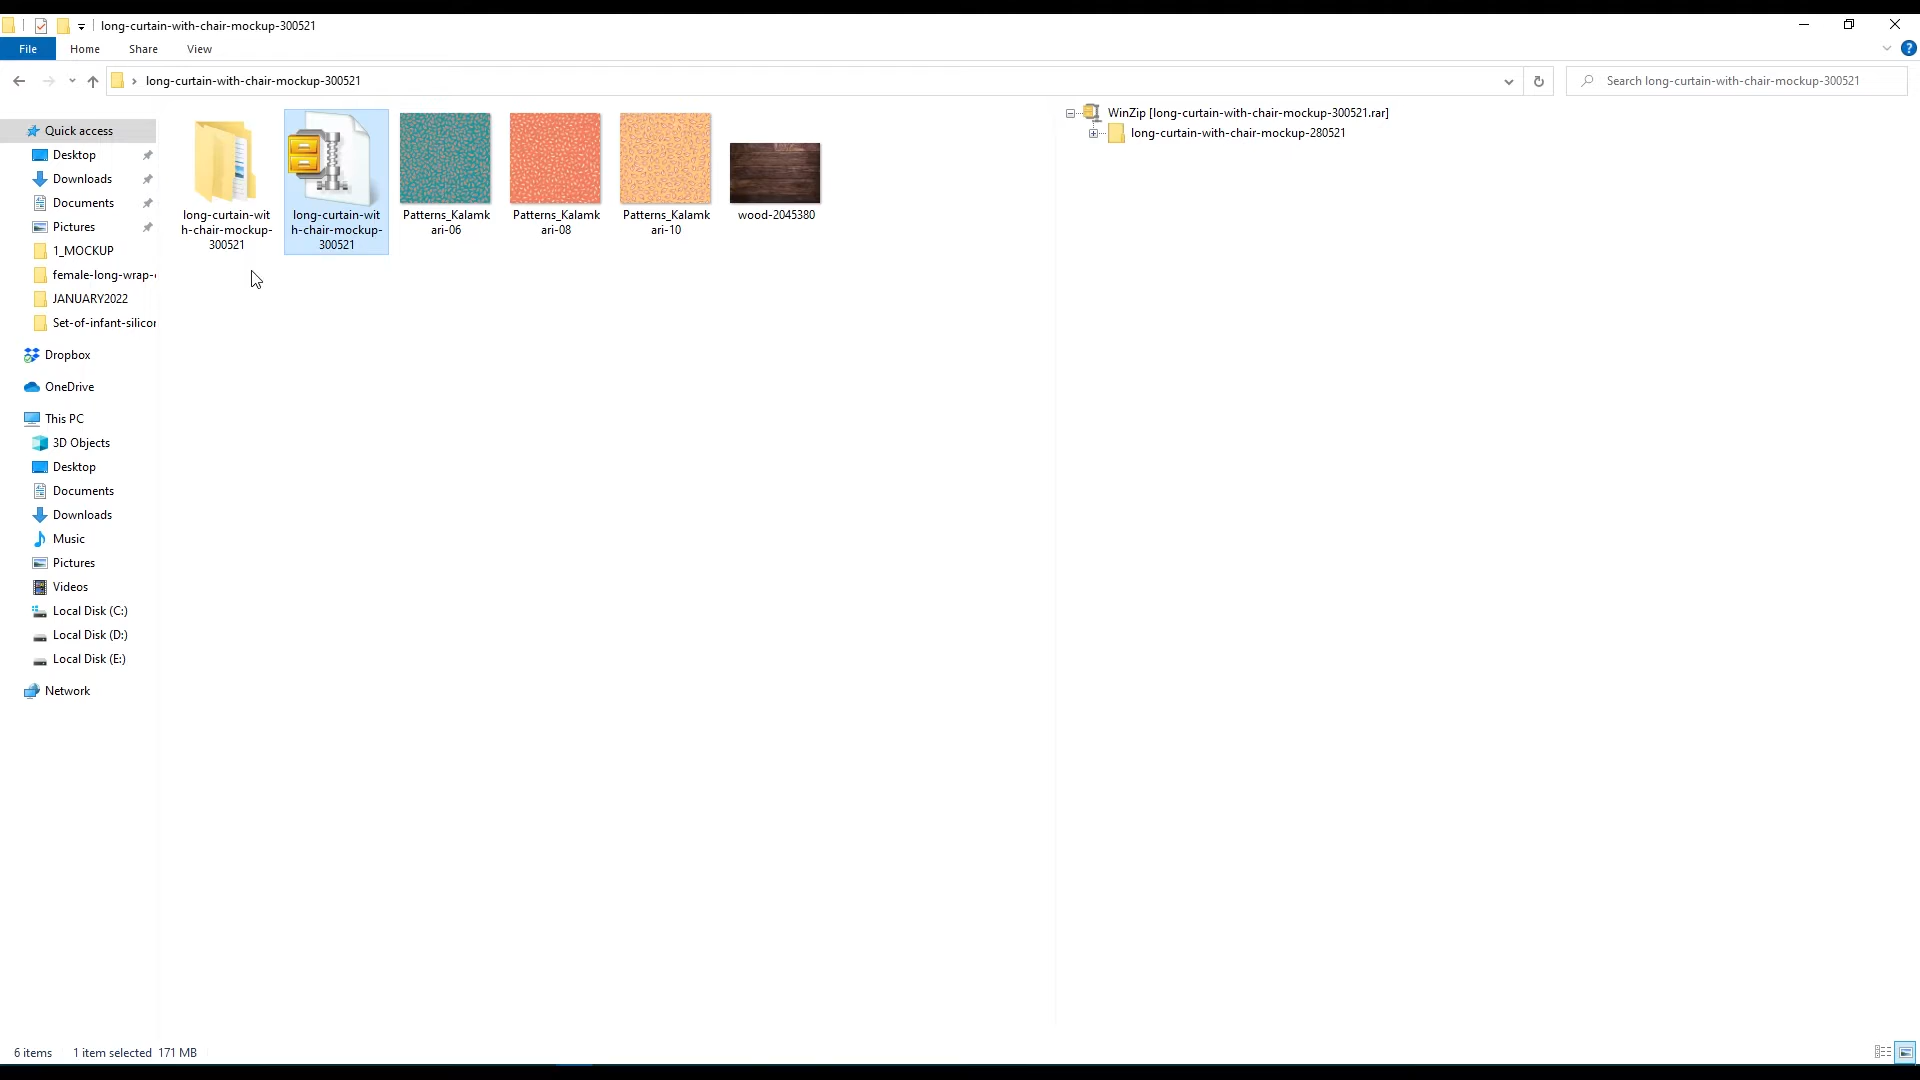 long-curtain-with-chair-mockup-300521
File
Home
Share
View
long-curtain-with-chair-mockup-300521
Search long-curtain-with-chair-mockup-300521
Quick access
Desktop
Downloads
Documents
Pictures
1_MOCKUP
female-long-wrap-
JANUARY2022
Set-of-infant-silicor
Dropbox
OneDrive
This PC
3D Objects
Desktop
Documents
Downloads
Music
Pictures
Videos
Local Disk (C:)
Local Disk (D:)
Local Disk (E:)
Network
long-curtain-wit
h-chair-mockup-
300521
long-curtain-wit
h-chair-mockup-
300521
Patterns_Kalamk
ari-06
Patterns_Kalamk
ari-08
Patterns_Kalamk
ari-10
wood-2045380
WinZip [long-curtain-with-chair-mockup-300521.rar]
long-curtain-with-chair-mockup-280521
6 items
1 item selected 171 MB